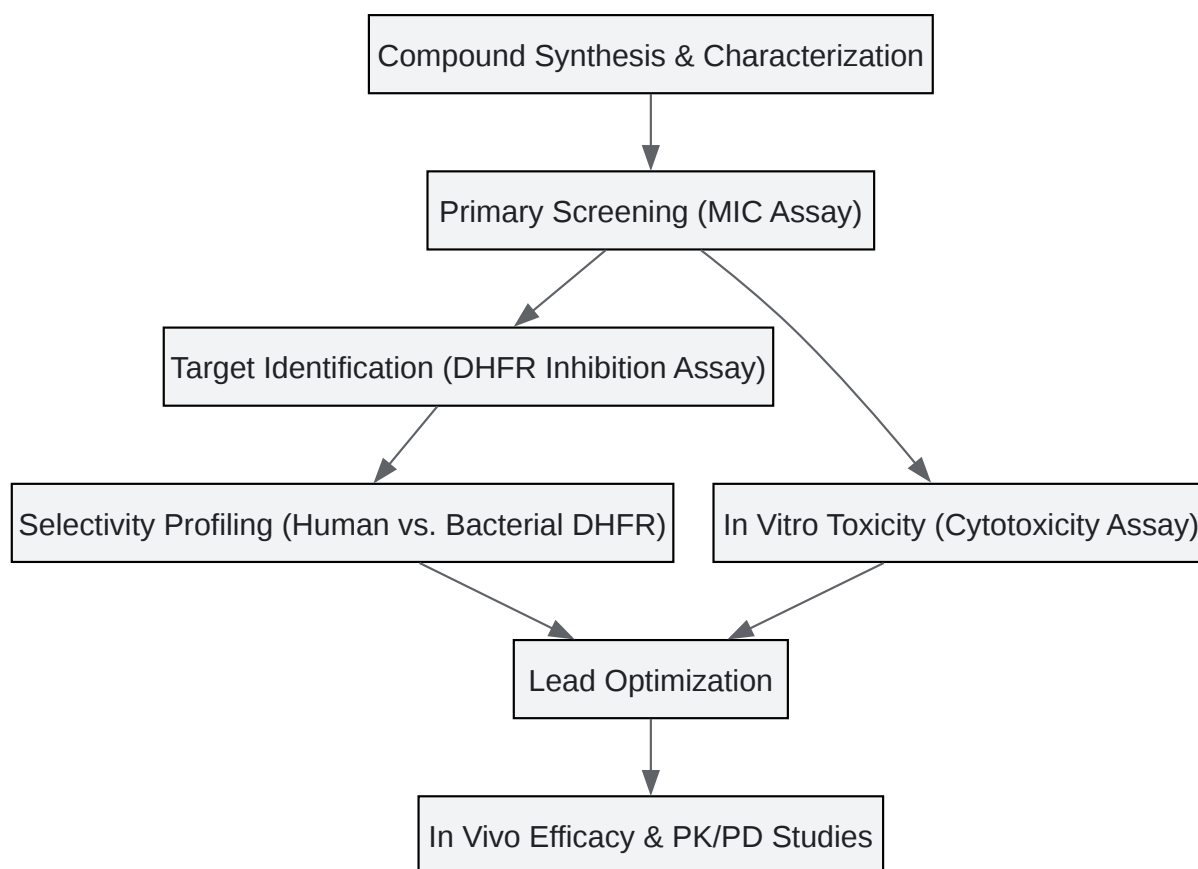 Compound Synthesis & Characterization
Primary Screening (MIC Assay)
Target Identification (DHFR Inhibition Assay)
Selectivity Profiling (Human vs. Bacterial DHFR)
In Vitro Toxicity (Cytotoxicity Assay)
Lead Optimization
In Vivo Efficacy & PK/PD Studies